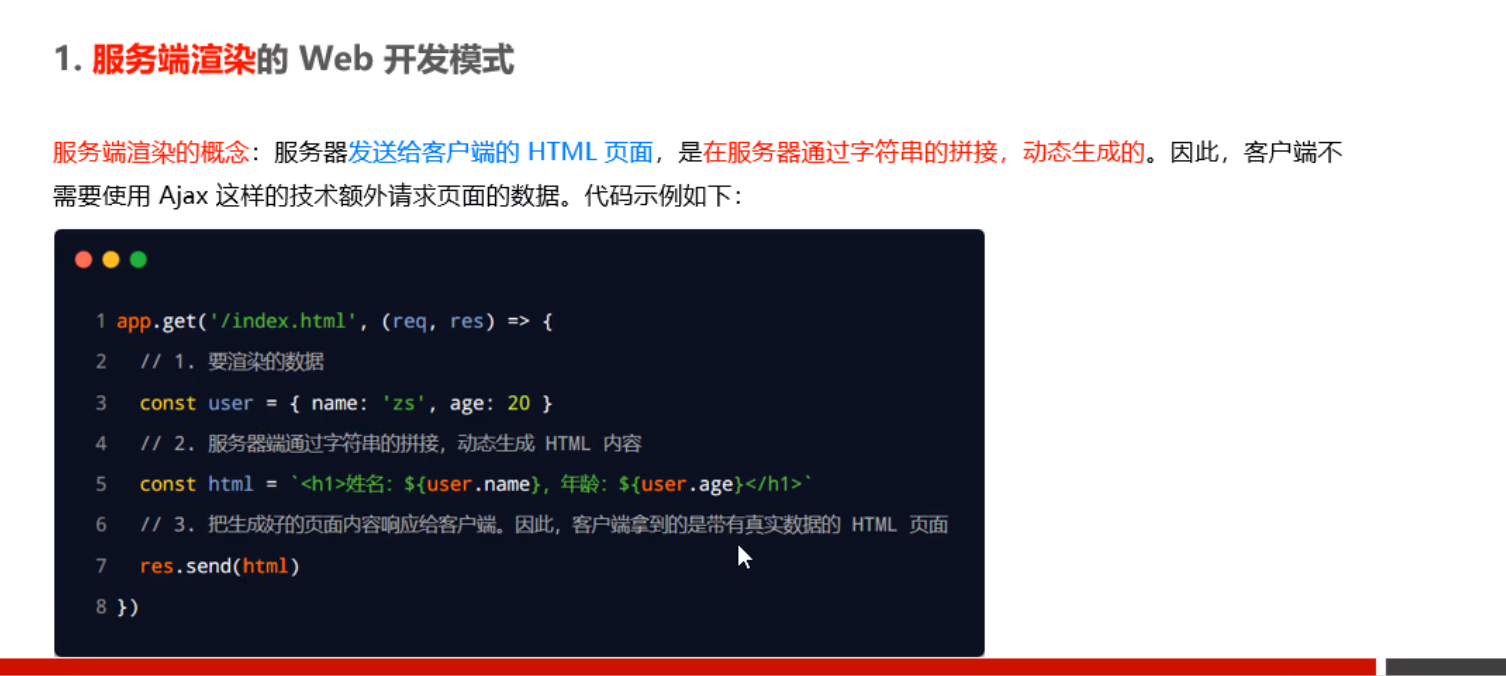 1. 服务端渲染的 Web 开发模式
服务端渲染的概念：服务器发送给客户端的 HTML 页面，是在服务器通过字符串的拼接，动态生成的。因此，客户端不
需要使用 Ajax 这样的技术额外请求页面的数据。代码示例如下：
1 app.get('/index.html', (req, res) => {
2 // 1. 要渲染的数据
3 const user = { name: 'zs', age: 20 }
4 // 2. 服务器端通过字符串的拼接，动态生成 HTML 内容
5 const html = `<h1>姓名: ${user.name}, 年龄: ${user.age}</h1>`
6 // 3. 把生成好的页面内容响应给客户端。因此，客户端拿到的是带有真实数据的 HTML 页面
7 res.send(html)
8 })